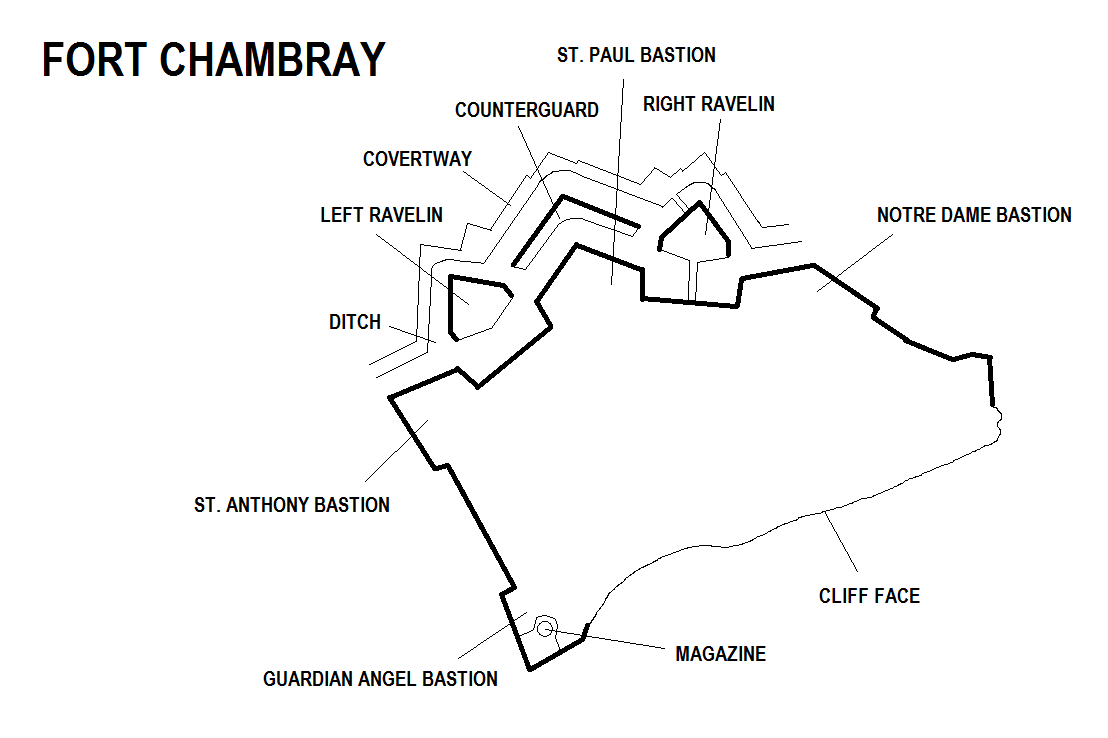 FORT CHAMBRAY
ST. PAUL BASTION
COUNTERGUARD
RIGHT RAVELIN
COVERTWAY
LEFT RAVELIN
NOTRE DAME BASTION
DITCH
ST. ANTHONY BASTION
CLIFF FACE
MAGAZINE
GUARDIAN ANGEL BASTION